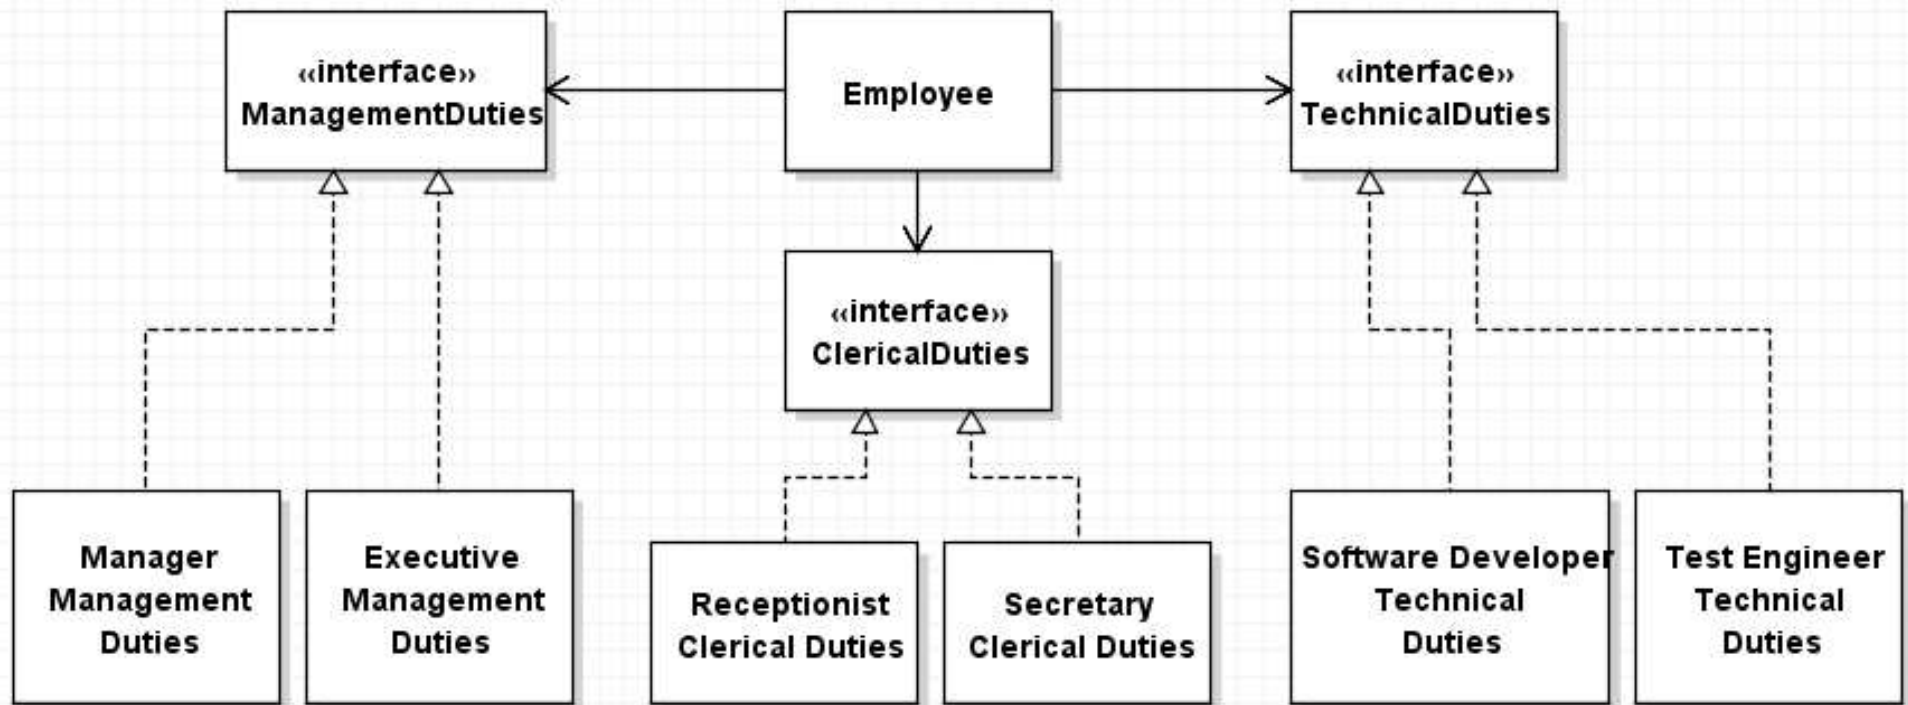 «interface»
ManagementDuties
Employee
«interface»
TechnicalDuties
«interface»
ClericalDuties
Manager
Management
Duties
Executive
Management
Duties
Receptionist
Clerical Duties
Secretary
Clerical Duties
Software Developer
Technical
Duties
Test Engineer
Technical
Duties